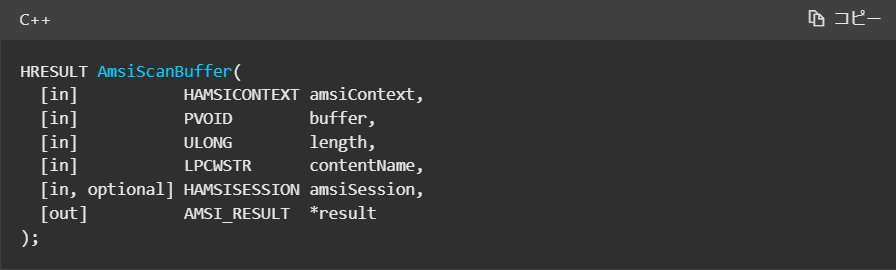 C++ コピー
HRESULT AmsiScanBuffer(
  [in]           HAMSICONTEXT amsiContext,
  [in]           PVOID        buffer,
  [in]           ULONG        length,
  [in]           LPCWSTR      contentName,
  [in, optional] HAMSISESSION amsiSession,
  [out]          AMSI_RESULT  *result
);